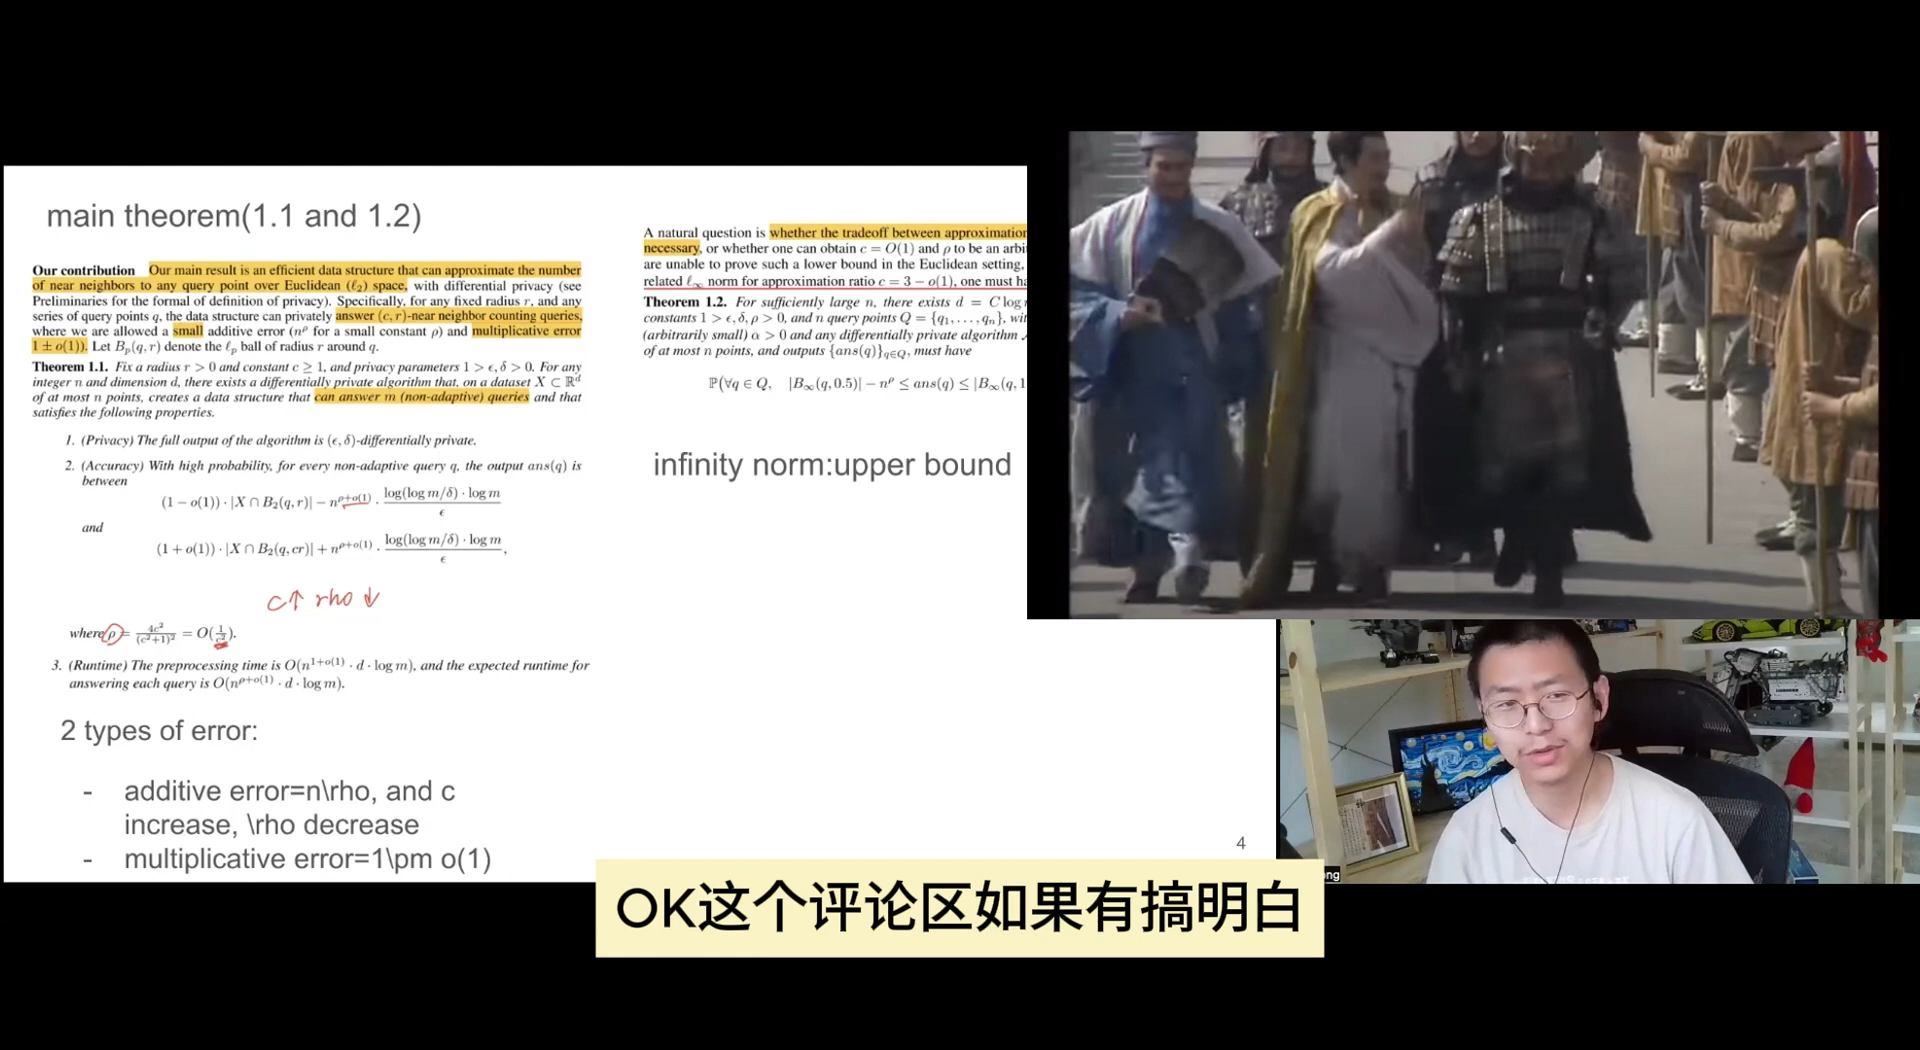 main theorem(1.1 and 1.2)
Our contribution Our main result is an efficient data structure that can approximate the number
of near neighbors to any query point over Euclidean (ℓ₂) space, with differential privacy (see
Preliminaries for the formal of definition of privacy). Specifically, for any fixed radius r, and any
series of query points q, the data structure can privately answer (c, r)-near neighbor counting queries,
where we are allowed a small additive error (n^ρ for a small constant ρ) and multiplicative error
1 ± o(1)). Let Bₚ(q, r) denote the ℓₚ ball of radius r around q.
Theorem 1.1. Fix a radius r > 0 and constant c ≥ 1, and privacy parameters 1 > ϵ, δ > 0. For any
integer n and dimension d, there exists a differentially private algorithm that, on a dataset X ⊂ ℝ^d
of at most n points, creates a data structure that can answer m (non-adaptive) queries and that
satisfies the following properties.
1. (Privacy) The full output of the algorithm is (ϵ, δ)-differentially private.
2. (Accuracy) With high probability, for every non-adaptive query q, the output ans(q) is
between
(1 − o(1)) · |X ∩ B₂(q, r)| − n^{ρ+o(1)} · log(log m/δ) · log m / ϵ
and
(1 + o(1)) · |X ∩ B₂(q, cr)| + n^{ρ+o(1)} · log(log m/δ) · log m / ϵ,
c↑ rho ↓
where ρ = 4c²/(c²+1)² = O(1/c²).
3. (Runtime) The preprocessing time is O(n^{1+o(1)} · d · log m), and the expected runtime for
answering each query is O(n^{ρ+o(1)} · d · log m).
2 types of error:
- additive error=n\rho, and c
increase, \rho decrease
- multiplicative error=1\pm o(1)
A natural question is whether the tradeoff between approximation
necessary, or whether one can obtain c = O(1) and ρ to be an arbi
are unable to prove such a lower bound in the Euclidean setting,
related ℓ∞ norm for approximation ratio c = 3 − o(1), one must ha
Theorem 1.2. For sufficiently large n, there exists d = C log
constants 1 > ϵ, δ, ρ > 0, and n query points Q = {q₁, . . . , qₙ}, wit
(arbitrarily small) α > 0 and any differentially private algorithm
of at most n points, and outputs {ans(q)}_{q∈Q}, must have
ℙ(∀q ∈ Q, |B∞(q, 0.5)| − n^ρ ≤ ans(q) ≤ |B∞(q, 1
infinity norm:upper bound
4
ong
OK这个评论区如果有搞明白